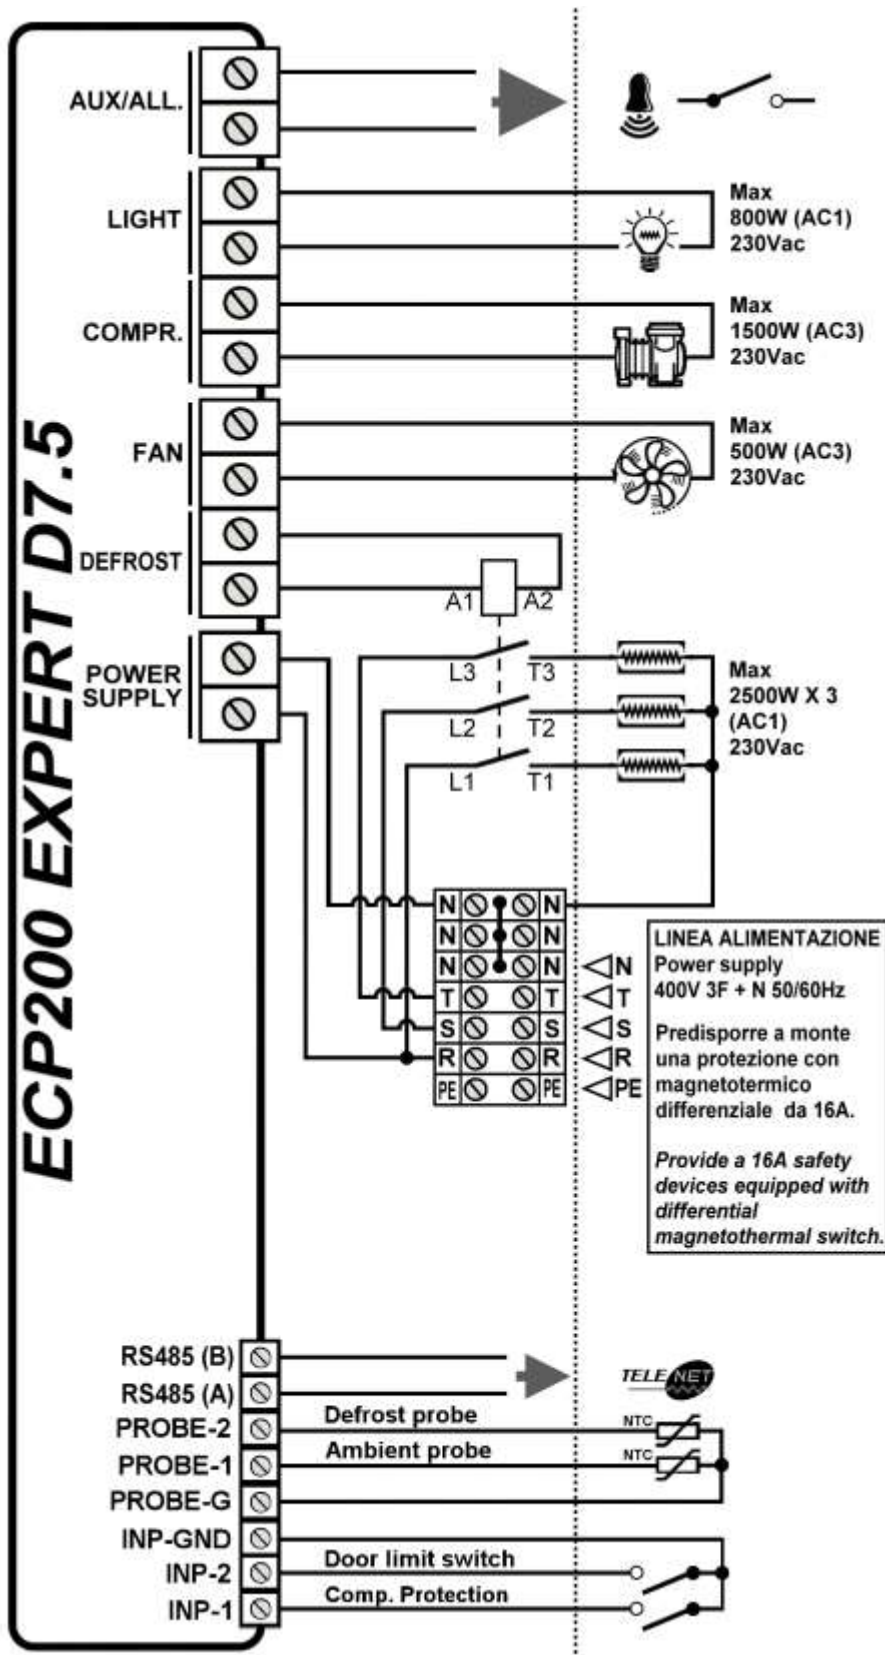 ECP200 EXPERT D7.5
AUX/ALL.
LIGHT
Max
800W (AC1)
230Vac
COMPR.
Max
1500W (AC3)
230Vac
FAN
Max
500W (AC3)
230Vac
DEFROST
A1 A2
POWER
SUPPLY
L3 T3
L2 T2
L1 T1
Max
2500W X 3
(AC1)
230Vac
N N
N N
N N N
T T T
S S S
R R R
PE PE PE
LINEA ALIMENTAZIONE
Power supply
400V 3F + N 50/60Hz
Predisporre a monte
una protezione con
magnetotermico
differenziale da 16A.
Provide a 16A safety
devices equipped with
differential
magnetothermal switch.
RS485 (B)
RS485 (A)
TELENET
PROBE-2 Defrost probe NTC
PROBE-1 Ambient probe NTC
PROBE-G
INP-GND
INP-2 Door limit switch
INP-1 Comp. Protection